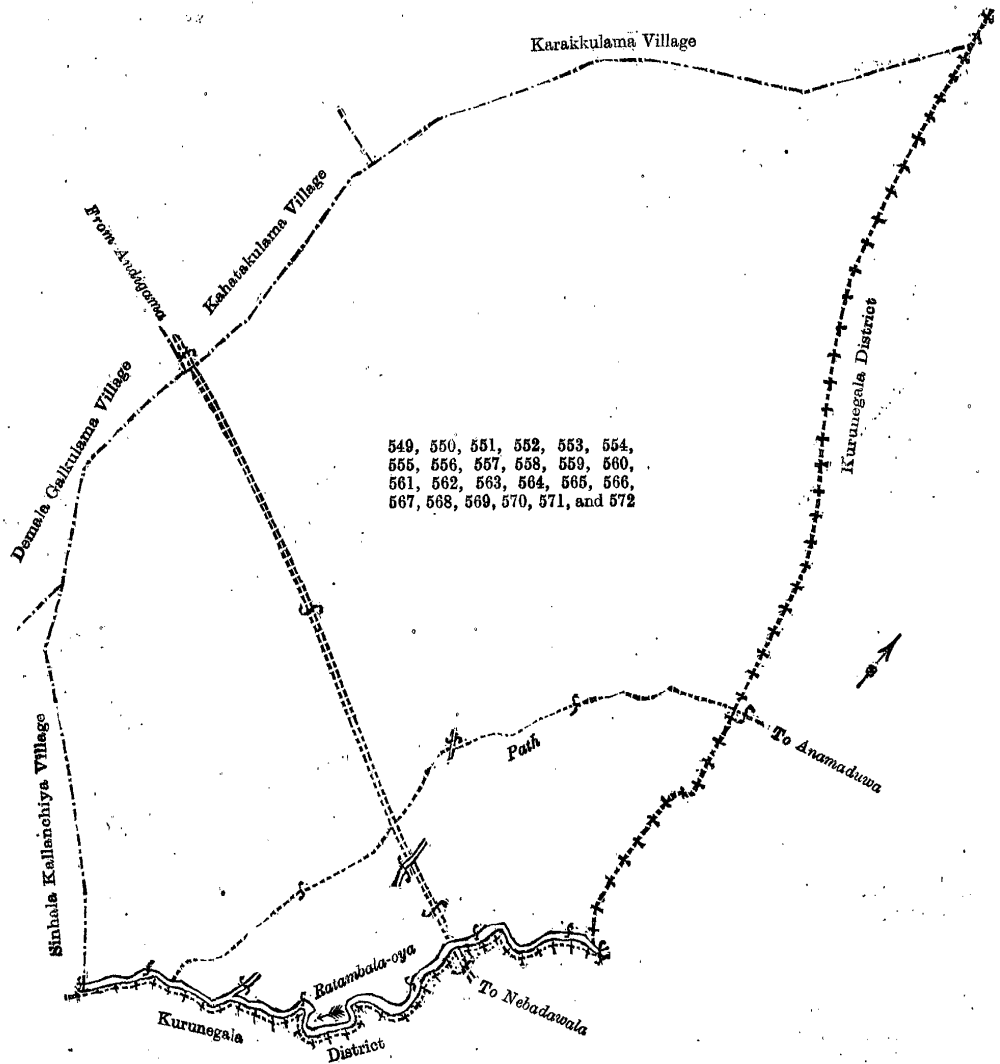 Karakkulama Village
Kahatakulama Village
From Andigama
Demala Galkulama Village
Kurunegala District
549, 550, 551, 552, 553, 554,
555, 556, 557, 558, 559, 560,
561, 562, 563, 564, 565, 566,
567, 568, 569, 570, 571, and 572
Path
To Anamaduwa
Sinhala Kallanchiya Village
Ratambala-oya
To Nebadawala
Kurunegala
District